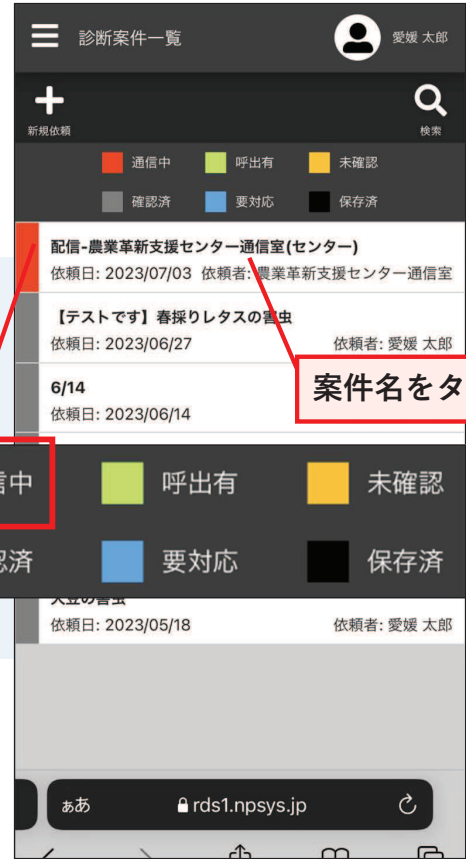 診断案件一覧
愛媛 太郎
新規依頼
検索
通信中 呼出有 未確認
確認済 要対応 保存済
配信-農業革新支援センター通信室(センター)
依頼日: 2023/07/03 依頼者: 農業革新支援センター通信室
【テストです】春採りレタスの害虫
依頼日: 2023/06/27 依頼者: 愛媛 太郎
6/14
依頼日: 2023/06/14
案件名をタ
信中 呼出有 未確認
認済 要対応 保存済
大豆の害虫
依頼日: 2023/05/18 依頼者: 愛媛 太郎
ぁあ rds1.npsys.jp